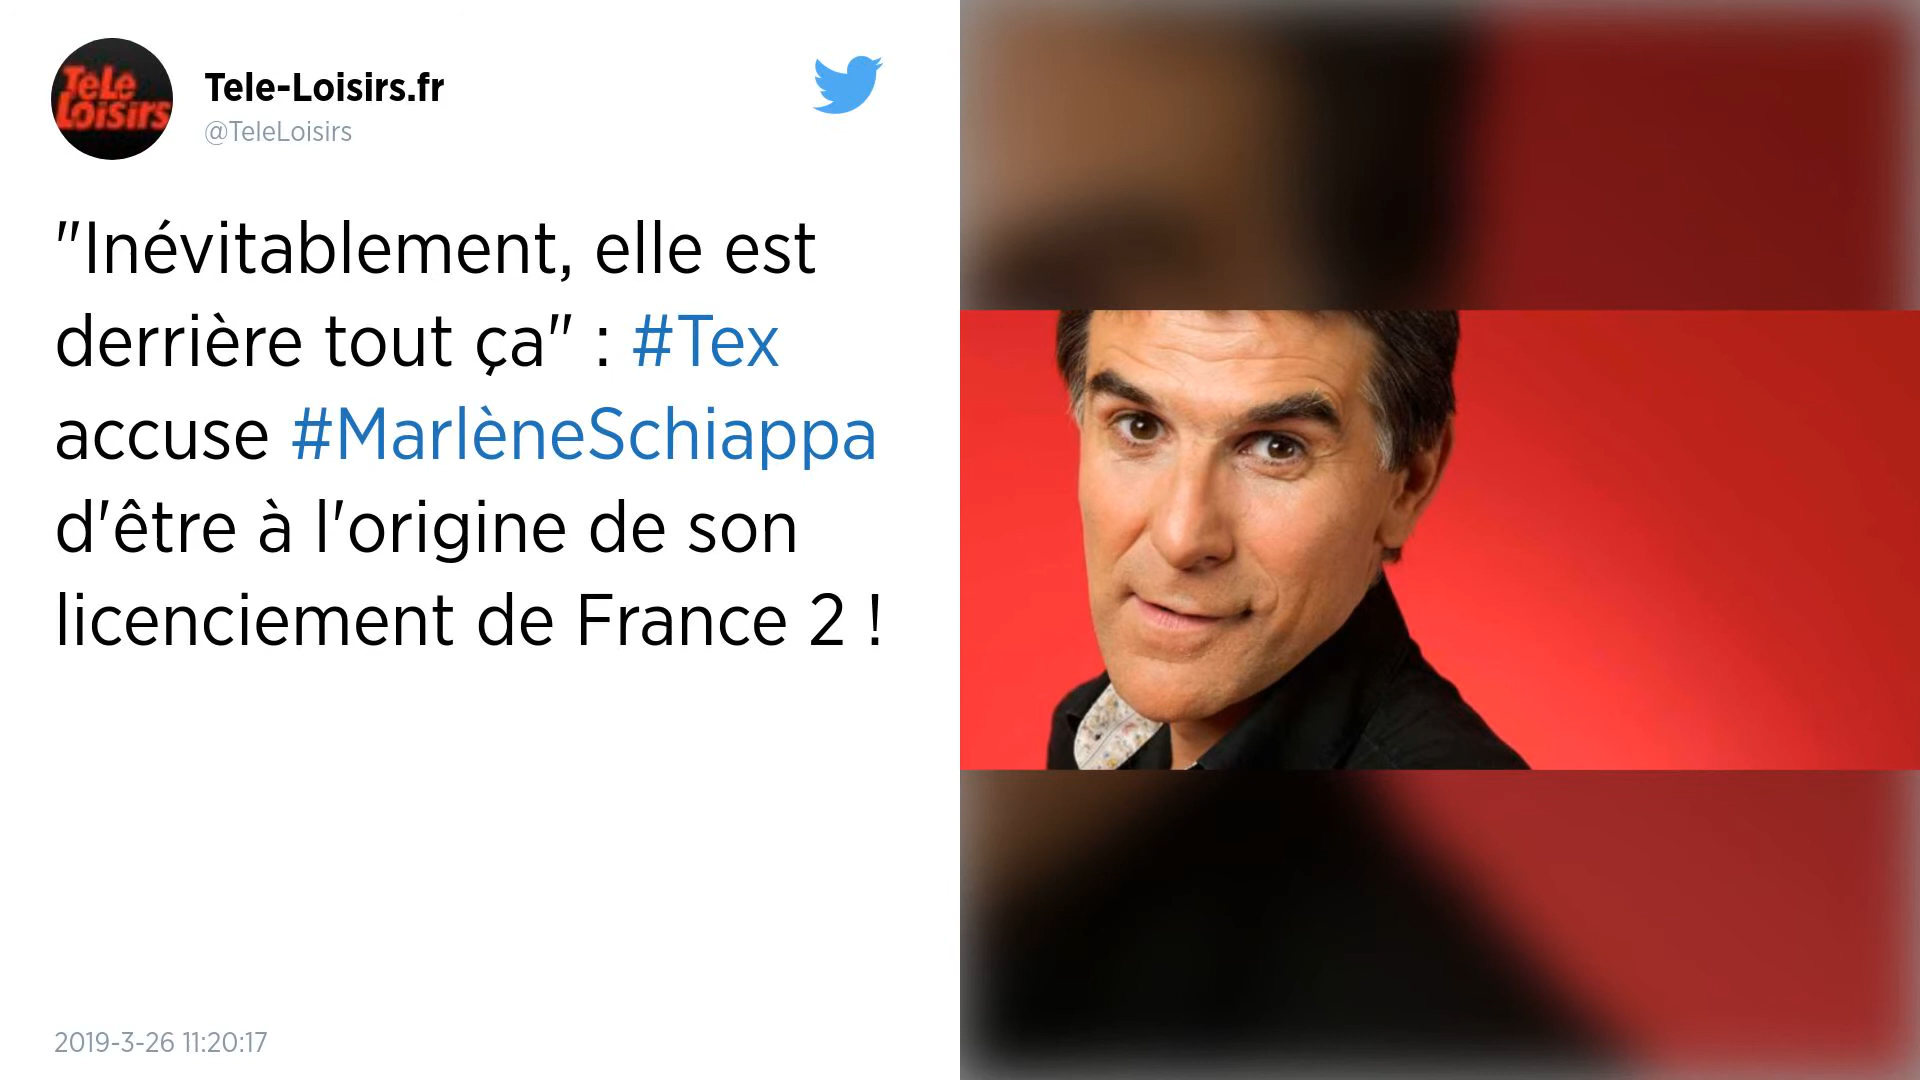 TeLe
LOISIRS
Tele-Loisirs.fr
@TeleLoisirs
"Inévitablement, elle est
derrière tout ça" : #Tex
accuse #MarlèneSchiappa
d'être à l'origine de son
licenciement de France 2 !
2019-3-26 11:20:17